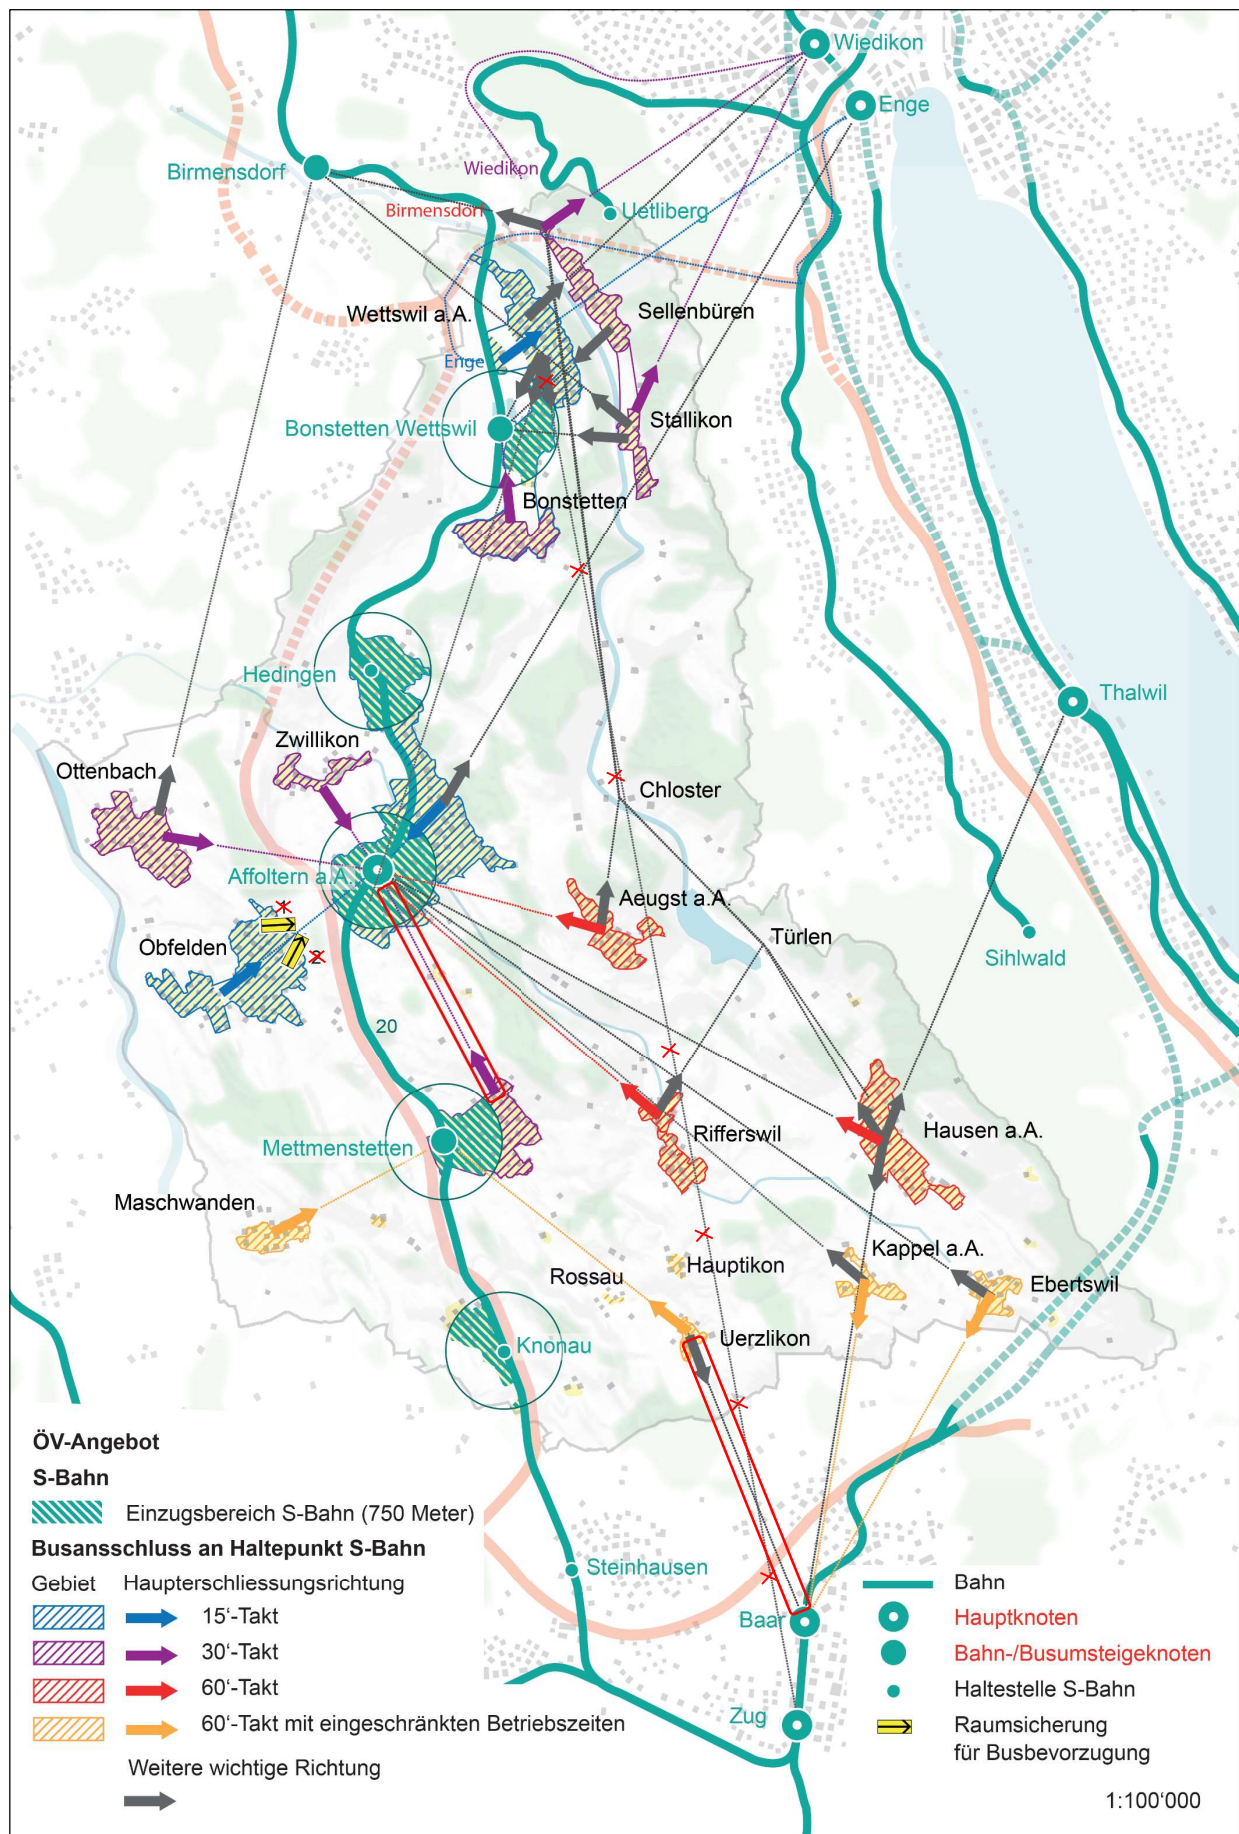 Wiedikon
Enge
Birmensdorf
Wiedikon
Birmensdorf
Uetliberg
Wettswil a.A.
Sellenbüren
Enge
Bonstetten Wettswil
Stallikon
Bonstetten
Hedingen
Thalwil
Zwillikon
Ottenbach
Chloster
Affoltern a.A.
Aeugst a.A.
1
Obfelden
Türlen
2
Sihlwald
20
Mettmenstetten
Rifferswil
Hausen a.A.
Maschwanden
Kappel a.A.
Rossau
Hauptikon
Ebertswil
Knonau
Uerzlikon
ÖV-Angebot
S-Bahn
Einzugsbereich S-Bahn (750 Meter)
Busansschluss an Haltepunkt S-Bahn
Gebiet Haupterschliessungsrichtung
15‘-Takt
30‘-Takt
60‘-Takt
60‘-Takt mit eingeschränkten Betriebszeiten
Weitere wichtige Richtung
Steinhausen
Baar
Zug
Bahn
Hauptknoten
Bahn-/Busumsteigeknoten
Haltestelle S-Bahn
Raumsicherung
für Busbevorzugung
1:100‘000